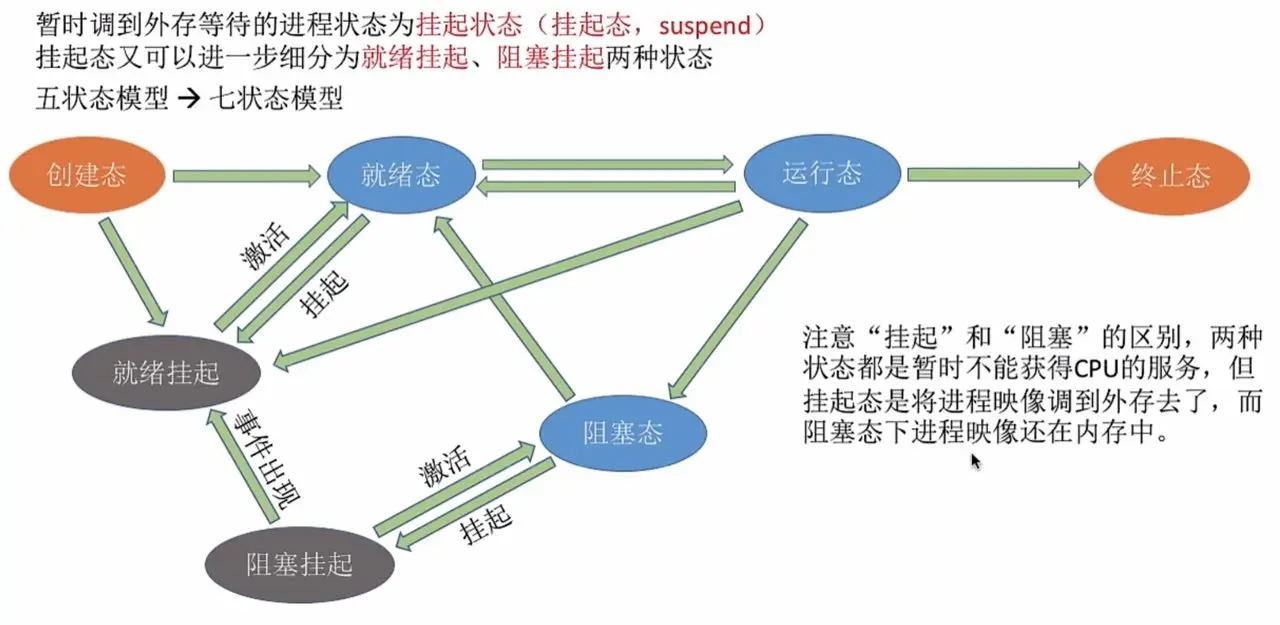 暂时调到外存等待的进程状态为挂起状态（挂起态，suspend）
挂起态又可以进一步细分为就绪挂起、阻塞挂起两种状态
五状态模型 → 七状态模型
创建态
就绪态
运行态
终止态
激活
挂起
就绪挂起
注意“挂起”和“阻塞”的区别，两种
状态都是暂时不能获得CPU的服务，但
挂起态是将进程映像调到外存去了，而
阻塞态下进程映像还在内存中。
阻塞态
事件出现
激活
挂起
阻塞挂起